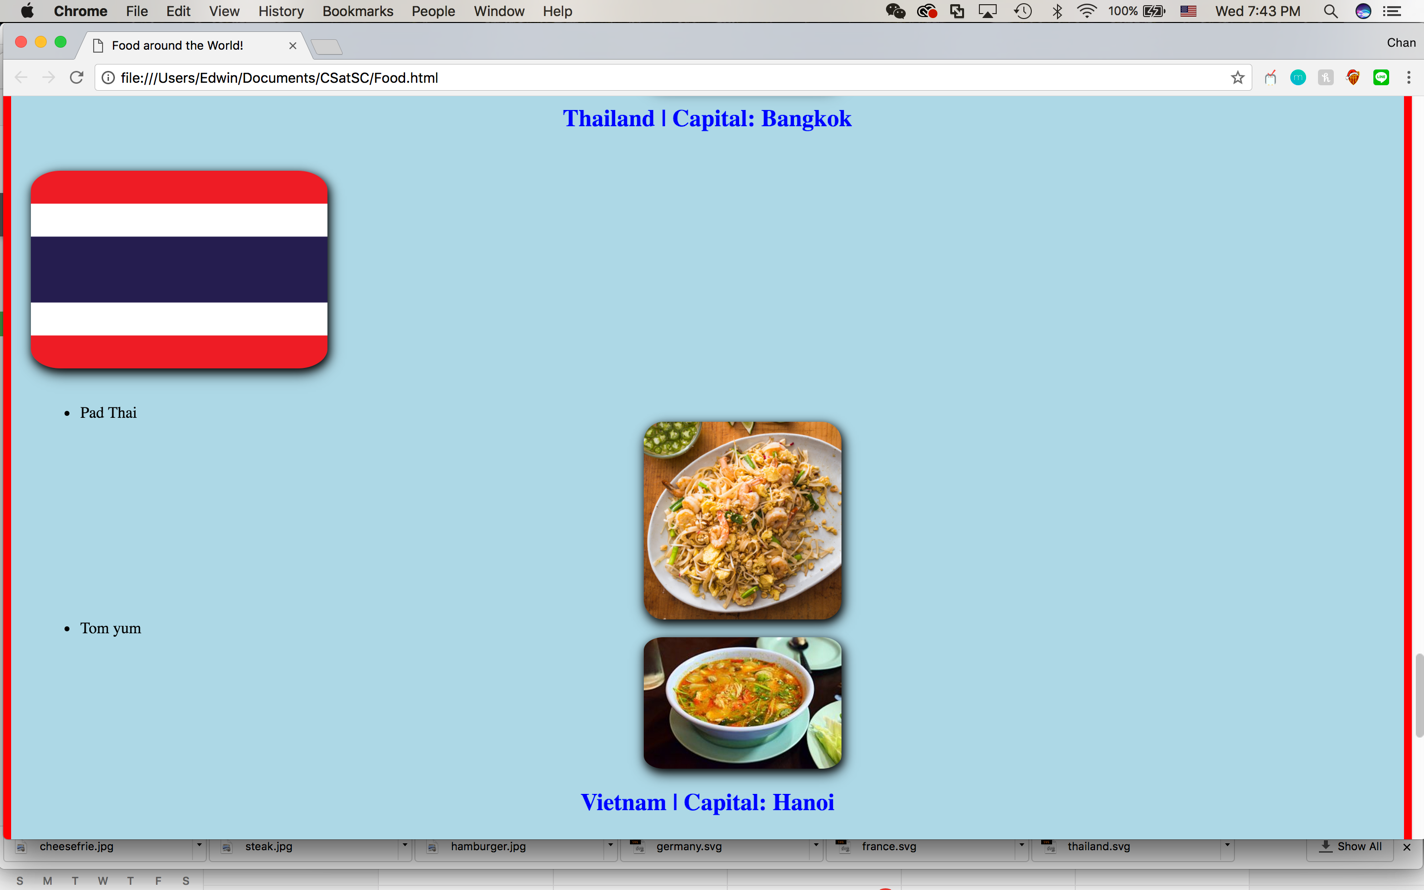 Chrome File Edit View History Bookmarks People Window Help 100% Wed 7:43 PM
Food around the World!
Chan
file:///Users/Edwin/Documents/CSatSC/Food.html
Thailand | Capital: Bangkok
• Pad Thai
• Tom yum
Vietnam | Capital: Hanoi
cheesefrie.jpg steak.jpg hamburger.jpg germany.svg france.svg thailand.svg Show All
S M T W T F S